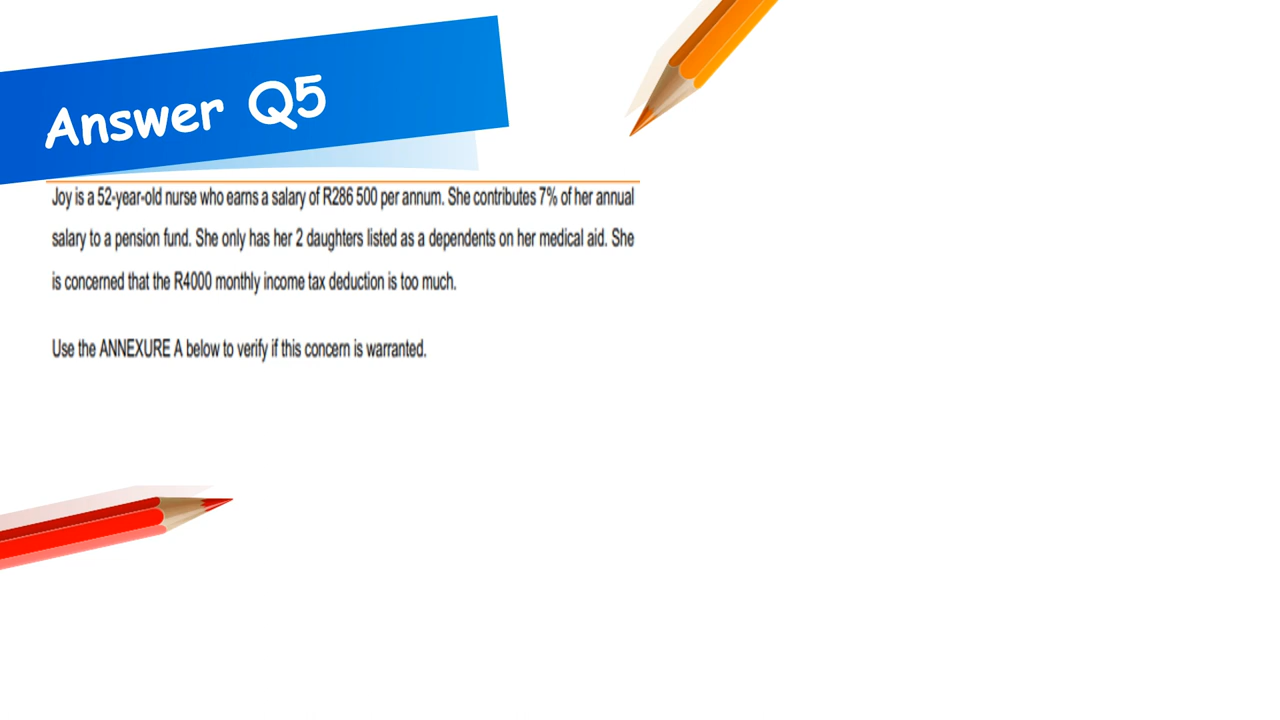 Answer Q5
Joy is a 52-year-old nurse who earns a salary of R286 500 per annum. She contributes 7% of her annual
salary to a pension fund. She only has her 2 daughters listed as a dependents on her medical aid. She
is concerned that the R4000 monthly income tax deduction is too much.
Use the ANNEXURE A below to verify if this concern is warranted.